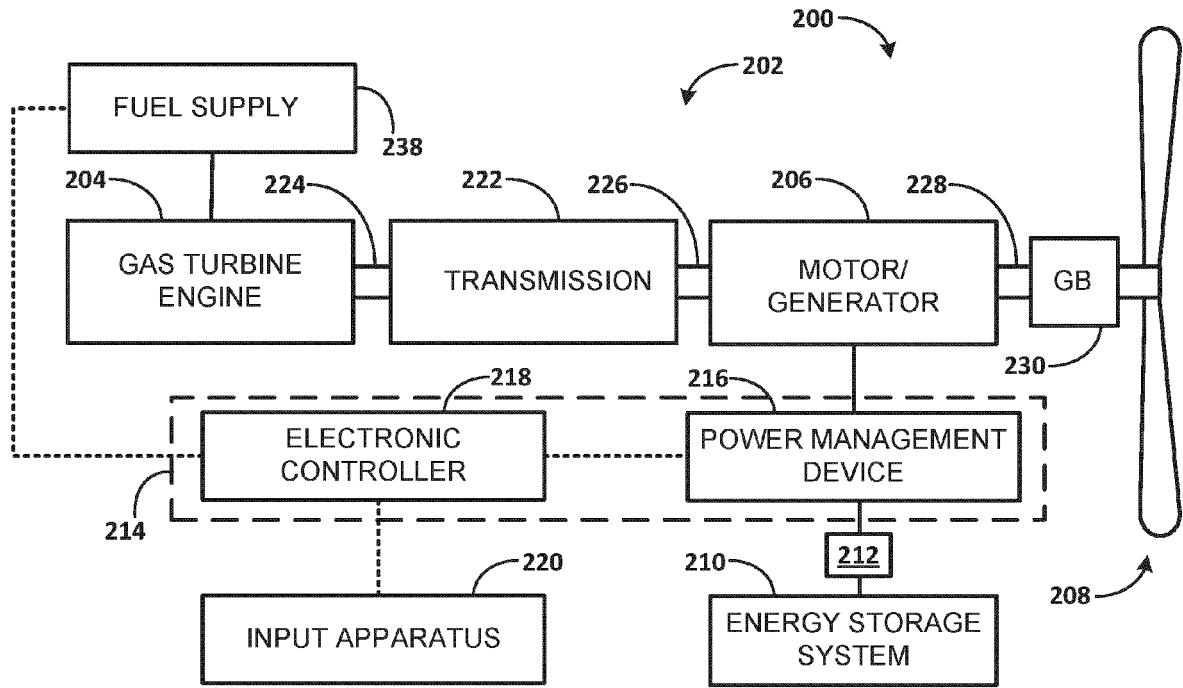 200
202
FUEL SUPPLY
238
204
224
222
226
206
228
GAS TURBINE
ENGINE
TRANSMISSION
MOTOR/
GENERATOR
GB
230
218
216
ELECTRONIC
CONTROLLER
POWER MANAGEMENT
DEVICE
214
220
210
212
208
INPUT APPARATUS
ENERGY STORAGE
SYSTEM